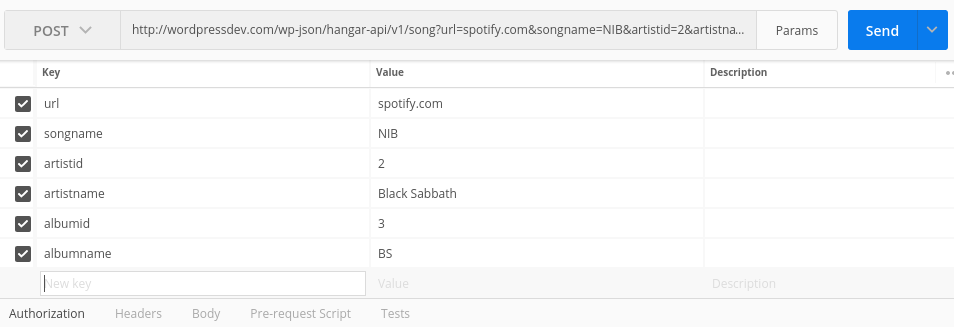 POST http://wordpressdev.com/wp-json/hangar-api/v1/song?url=spotify.com&songname=NIB&artistid=2&artistna... Params Send
Key Value Description
url spotify.com
songname NIB
artistid 2
artistname Black Sabbath
albumid 3
albumname BS
New key Value Description
Authorization Headers Body Pre-request Script Tests